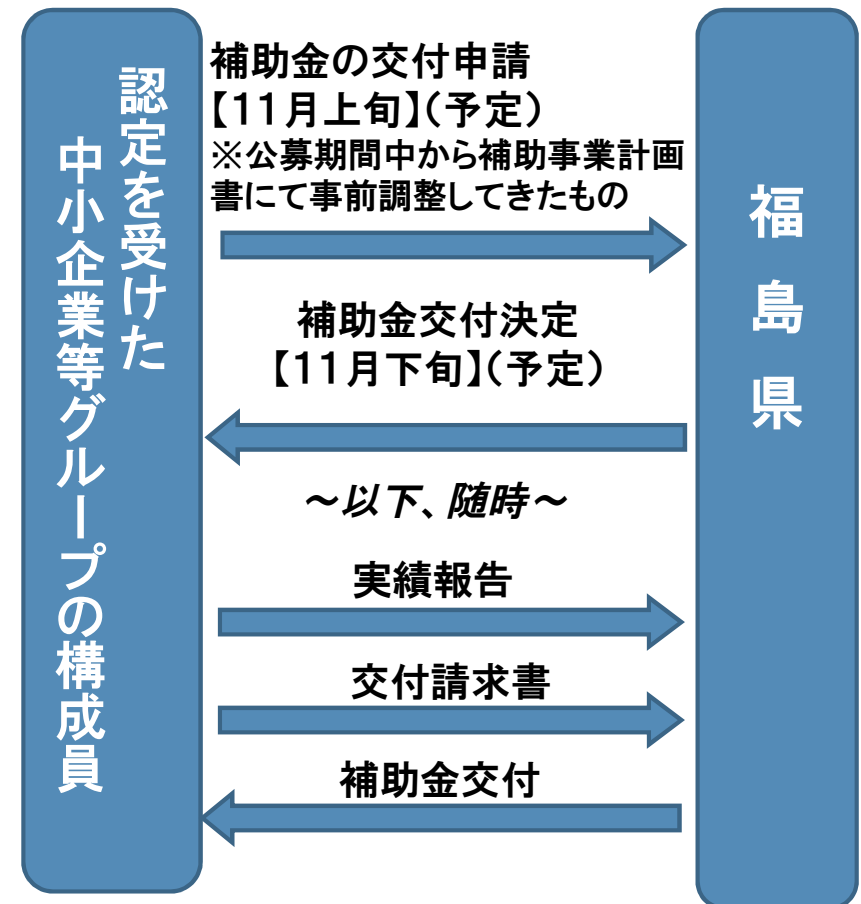 認定を受けた
中小企業等グループの構成員
補助金の交付申請
【11月上旬】(予定)
※公募期間中から補助事業計画
書にて事前調整してきたもの
補助金交付決定
【11月下旬】(予定)
～以下、随時～
実績報告
交付請求書
補助金交付
福島県